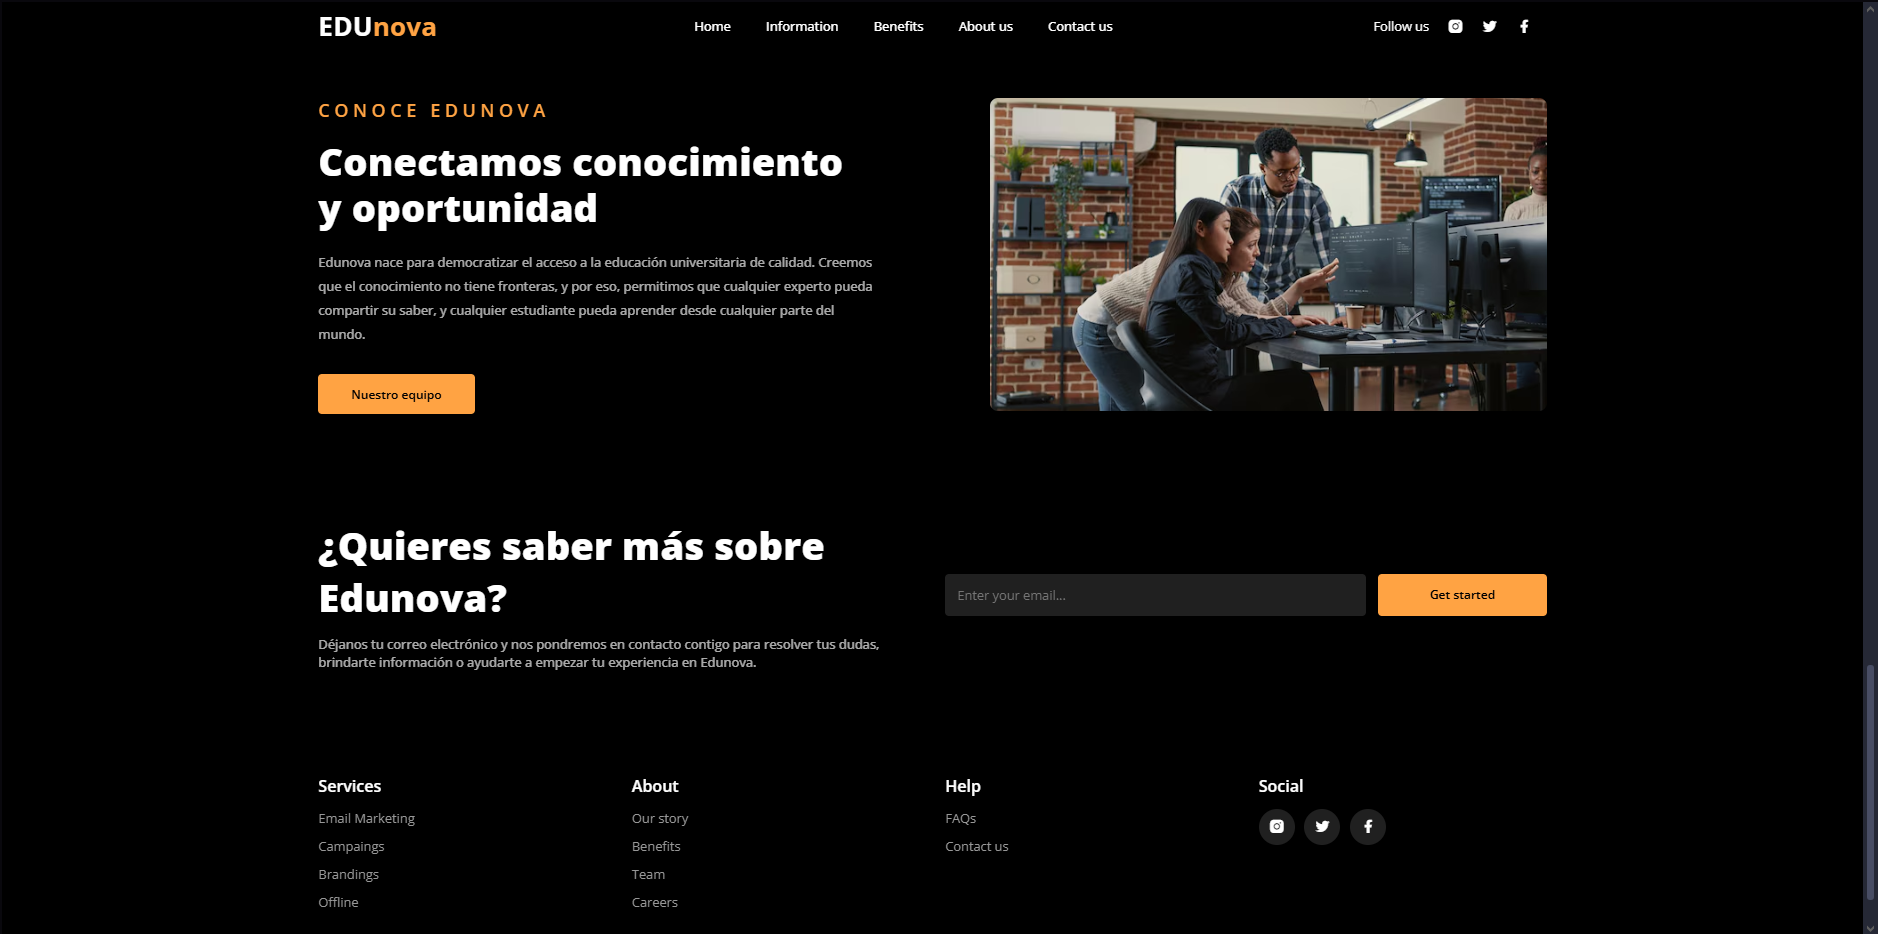 EDUnova
Home Information Benefits About us Contact us
Follow us
CONOCE EDUNOVA
Conectamos conocimiento
y oportunidad
Edunova nace para democratizar el acceso a la educación universitaria de calidad. Creemos
que el conocimiento no tiene fronteras, y por eso, permitimos que cualquier experto pueda
compartir su saber, y cualquier estudiante pueda aprender desde cualquier parte del
mundo.
Nuestro equipo
¿Quieres saber más sobre
Edunova?
Déjanos tu correo electrónico y nos pondremos en contacto contigo para resolver tus dudas,
brindarte información o ayudarte a empezar tu experiencia en Edunova.
Enter your email...
Get started
Services
Email Marketing
Campaings
Brandings
Offline
About
Our story
Benefits
Team
Careers
Help
FAQs
Contact us
Social